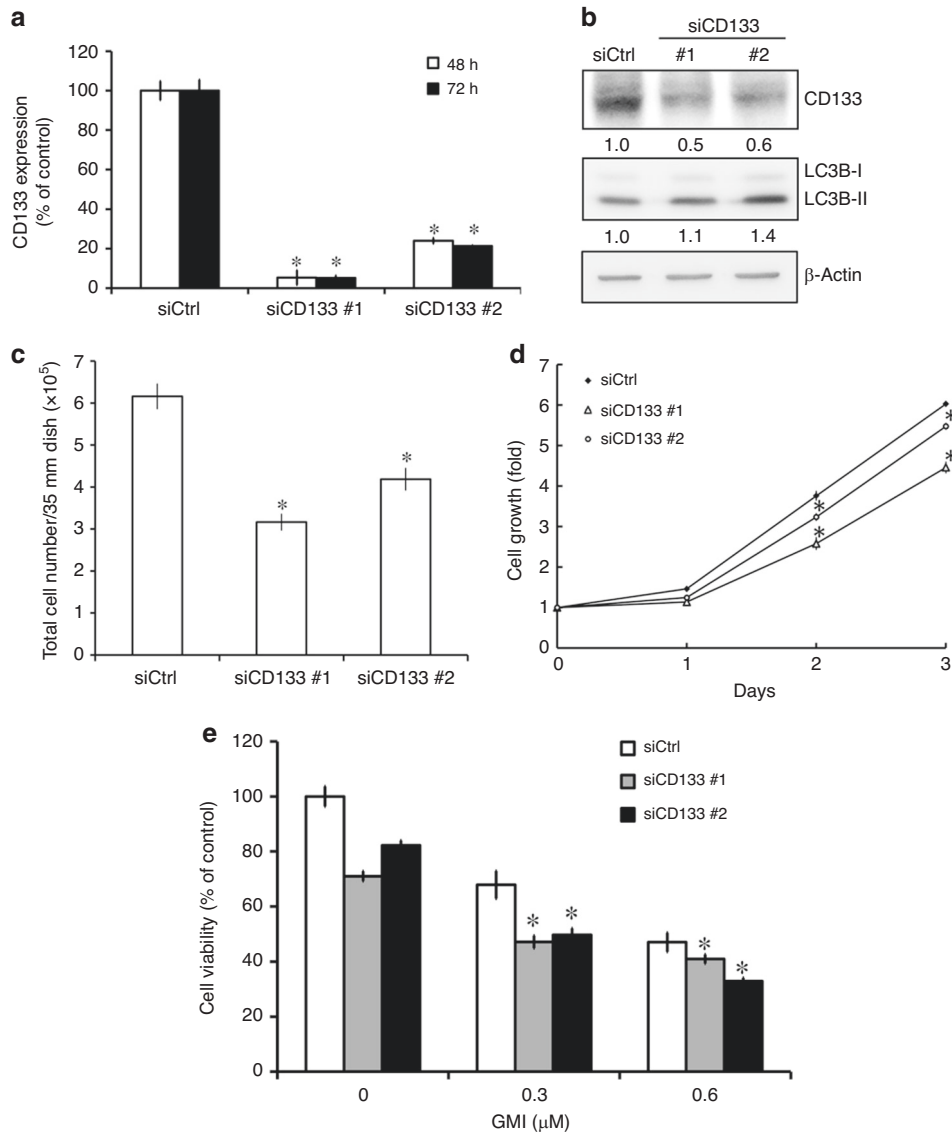 a
120
100
80
60
40
20
0
CD133 expression
(% of control)
48 h
72 h
* * * *
siCtrl siCD133 #1 siCD133 #2
b
siCD133
siCtrl #1 #2
CD133
1.0 0.5 0.6
LC3B-I
LC3B-II
1.0 1.1 1.4
β-Actin
c
7
6
5
4
3
2
1
0
Total cell number/35 mm dish (×10⁵)
* *
siCtrl siCD133 #1 siCD133 #2
d
7
6
5
4
3
2
1
0
Cell growth (fold)
siCtrl
siCD133 #1
siCD133 #2
* * * *
0 1 2 3
Days
e
120
100
80
60
40
20
0
Cell viability (% of control)
siCtrl
siCD133 #1
siCD133 #2
* * * *
0 0.3 0.6
GMI (μM)